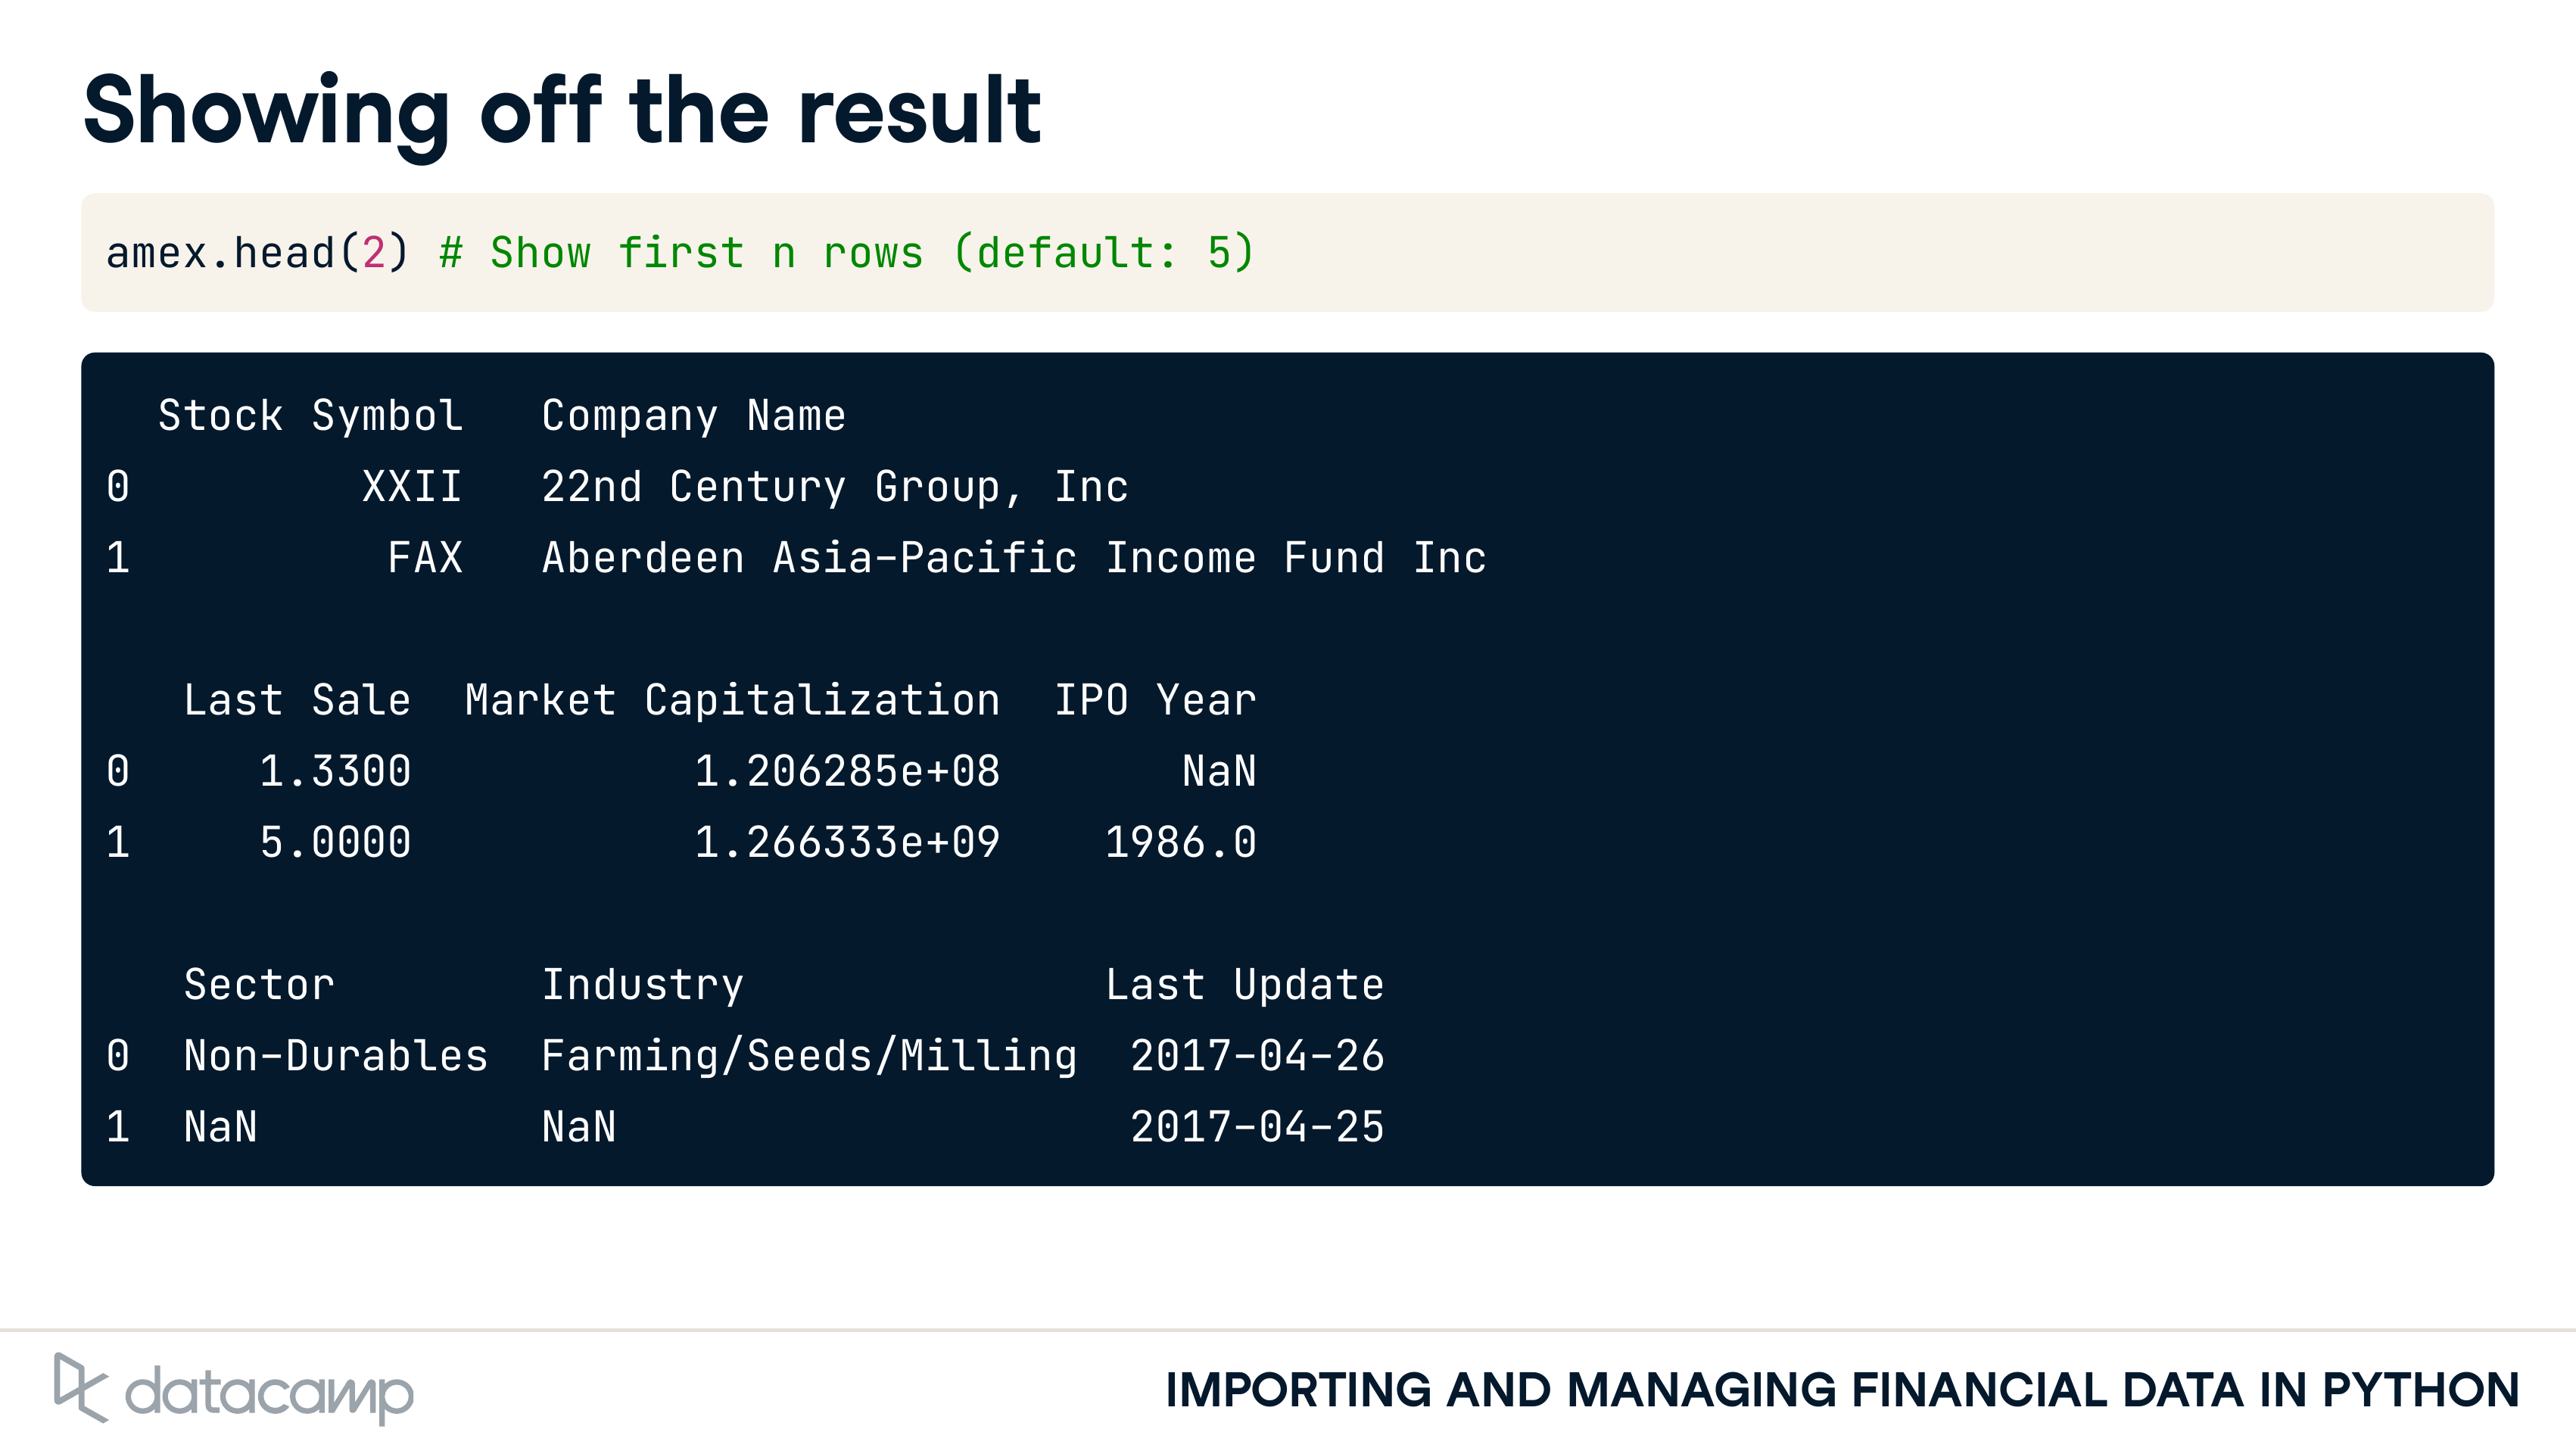 Showing off the result
amex.head(2) # Show first n rows (default: 5)
Stock Symbol Company Name
0 XXII 22nd Century Group, Inc
1 FAX Aberdeen Asia-Pacific Income Fund Inc
Last Sale Market Capitalization IPO Year
0 1.3300 1.206285e+08 NaN
1 5.0000 1.266333e+09 1986.0
Sector Industry Last Update
0 Non-Durables Farming/Seeds/Milling 2017-04-26
1 NaN NaN 2017-04-25
datacamp
IMPORTING AND MANAGING FINANCIAL DATA IN PYTHON